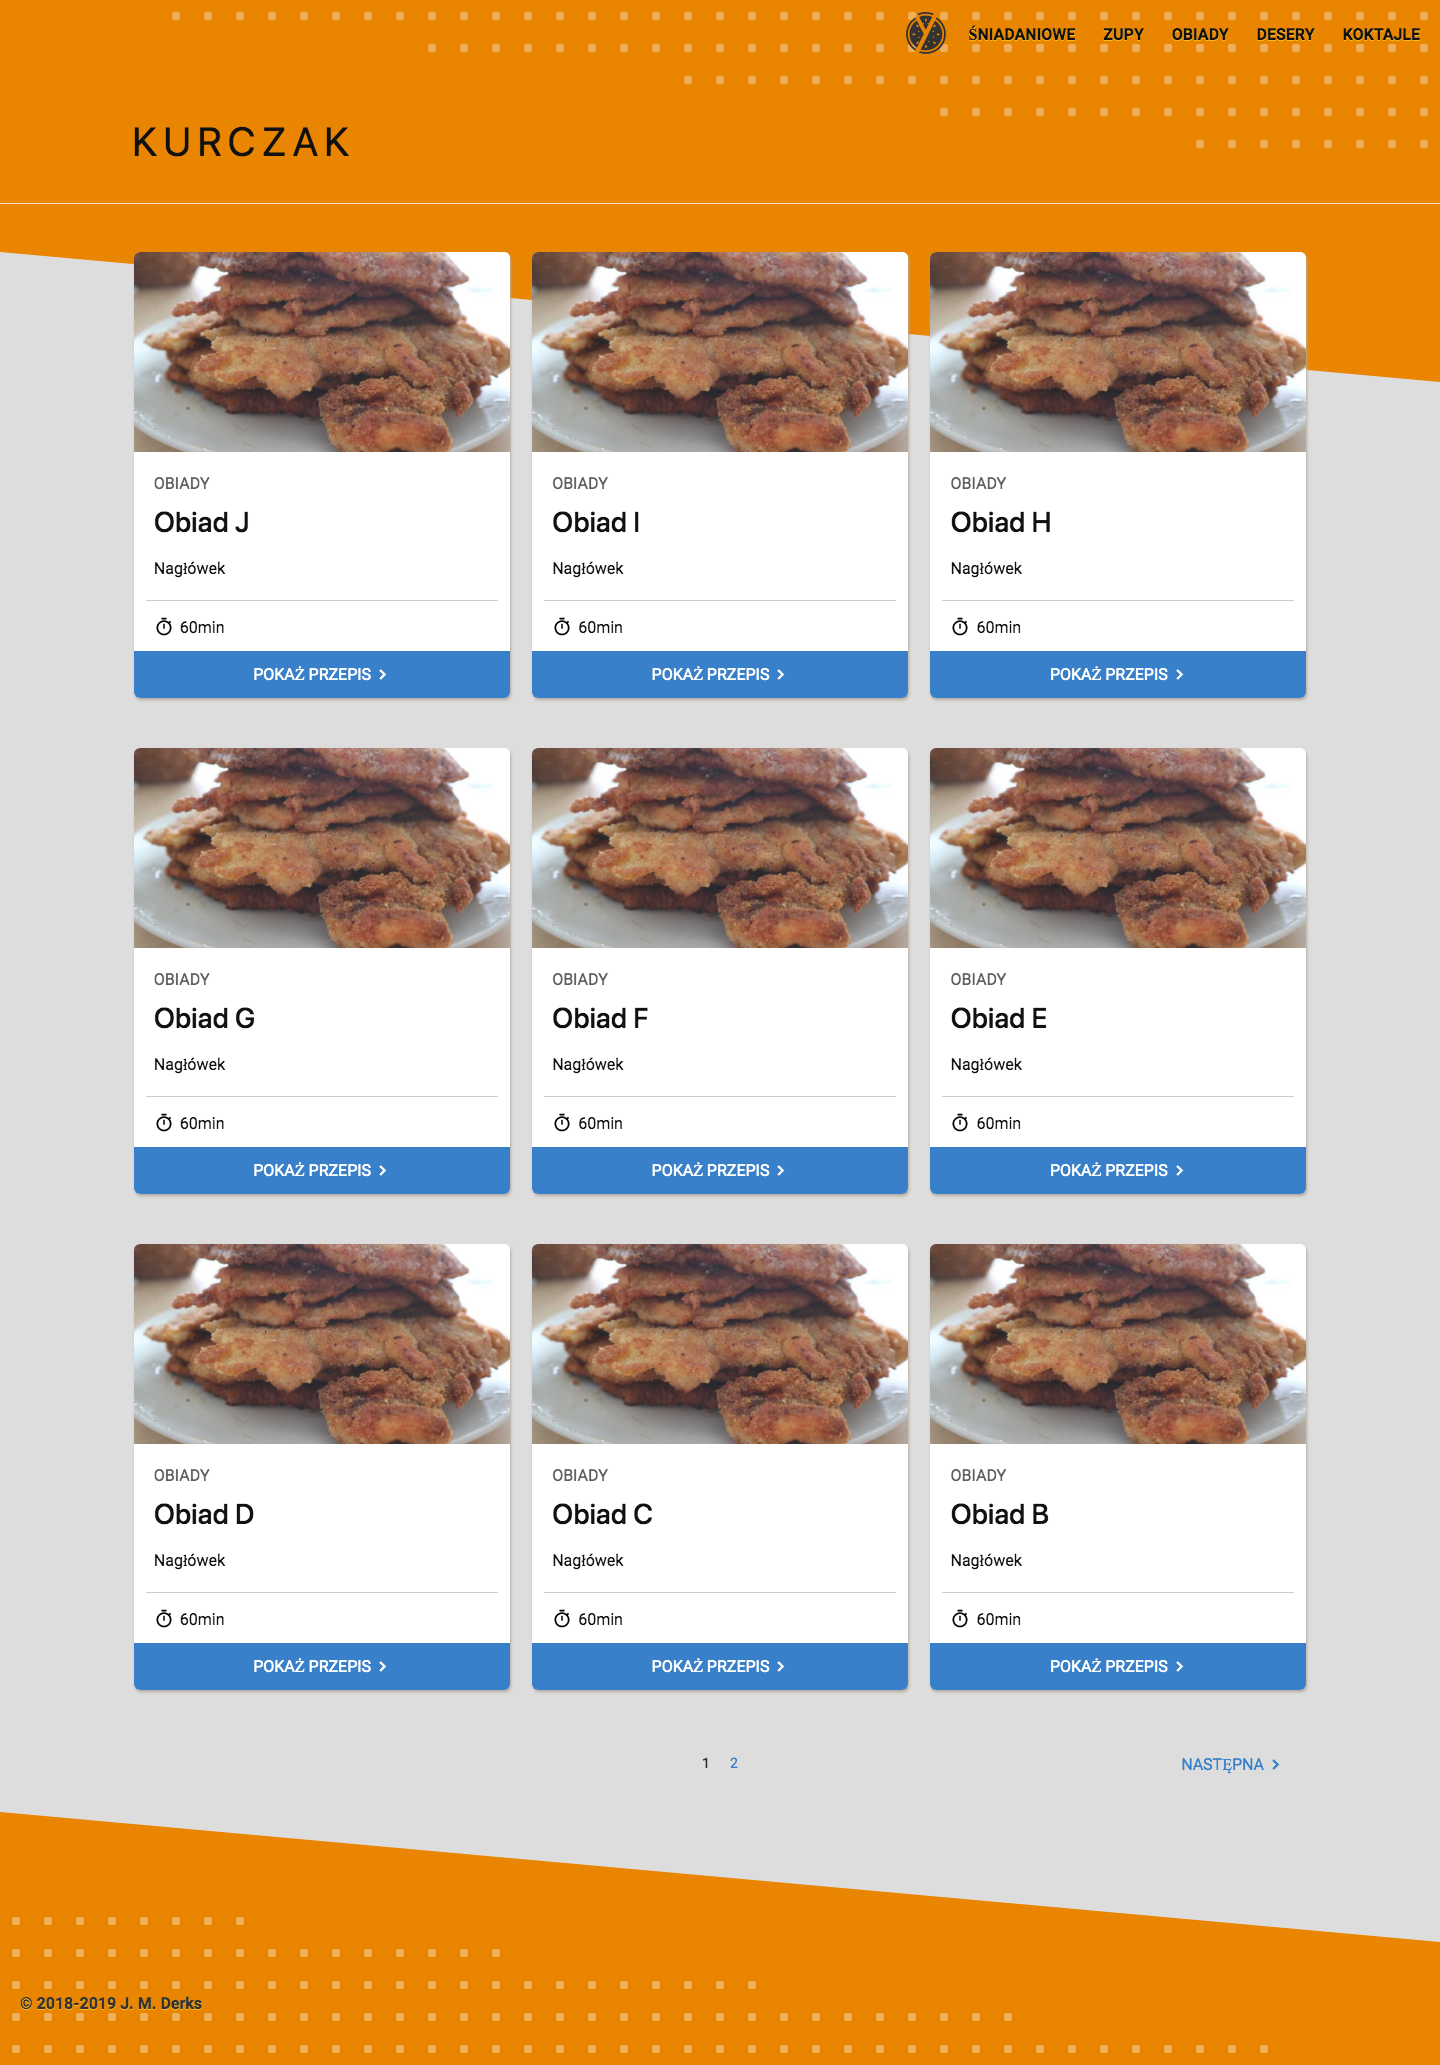 ŚNIADANIOWE ZUPY OBIADY DESERY KOKTAJLE
KURCZAK
OBIADY
Obiad J
Nagłówek
60min
POKAŻ PRZEPIS
OBIADY
Obiad I
Nagłówek
60min
POKAŻ PRZEPIS
OBIADY
Obiad H
Nagłówek
60min
POKAŻ PRZEPIS
OBIADY
Obiad G
Nagłówek
60min
POKAŻ PRZEPIS
OBIADY
Obiad F
Nagłówek
60min
POKAŻ PRZEPIS
OBIADY
Obiad E
Nagłówek
60min
POKAŻ PRZEPIS
OBIADY
Obiad D
Nagłówek
60min
POKAŻ PRZEPIS
OBIADY
Obiad C
Nagłówek
60min
POKAŻ PRZEPIS
OBIADY
Obiad B
Nagłówek
60min
POKAŻ PRZEPIS
1 2 NASTĘPNA
© 2018-2019 J. M. Derks